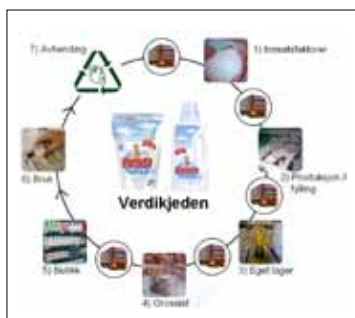 7) Avhending
1) Innsatsfaktorer
2) Produksjon /
fylling
3) Eget lager
4) Grossist
5) Butikk
6) Bruk
Verdikjeden